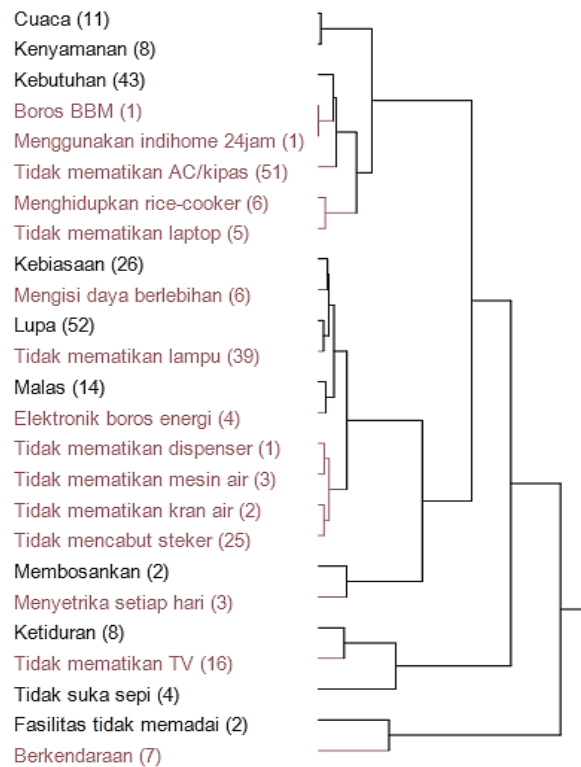 Cuaca (11)
Kenyamanan (8)
Kebutuhan (43)
Boros BBM (1)
Menggunakan indihome 24jam (1)
Tidak mematikan AC/kipas (51)
Menghidupkan rice-cooker (6)
Tidak mematikan laptop (5)
Kebiasaan (26)
Mengisi daya berlebihan (6)
Lupa (52)
Tidak mematikan lampu (39)
Malas (14)
Elektronik boros energi (4)
Tidak mematikan dispenser (1)
Tidak mematikan mesin air (3)
Tidak mematikan kran air (2)
Tidak mencabut steker (25)
Membosankan (2)
Menyetrika setiap hari (3)
Ketiduran (8)
Tidak mematikan TV (16)
Tidak suka sepi (4)
Fasilitas tidak memadai (2)
Berkendaraan (7)